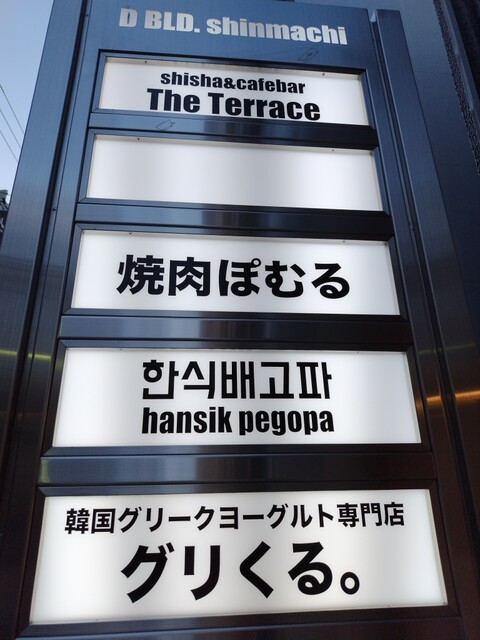 D BLD. shinmachi
shisha&cafebar
The Terrace
焼肉ぽむる
한식배고파
hansik pegopa
韓国グリークヨーグルト専門店
グリくる。